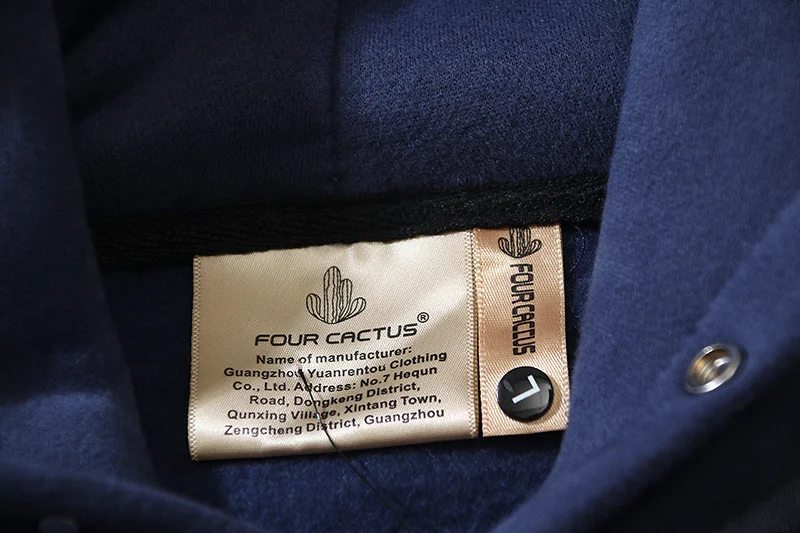 FOUR CACTUS®
Name of manufacturer:
Guangzhou Yuanrentou Clothing
Co., Ltd. Address: No.7 Hequn
Road, Dongkeng District,
Qunxing Village, Xintang Town,
Zengcheng District, Guangzhou
FOUR CACTUS
L